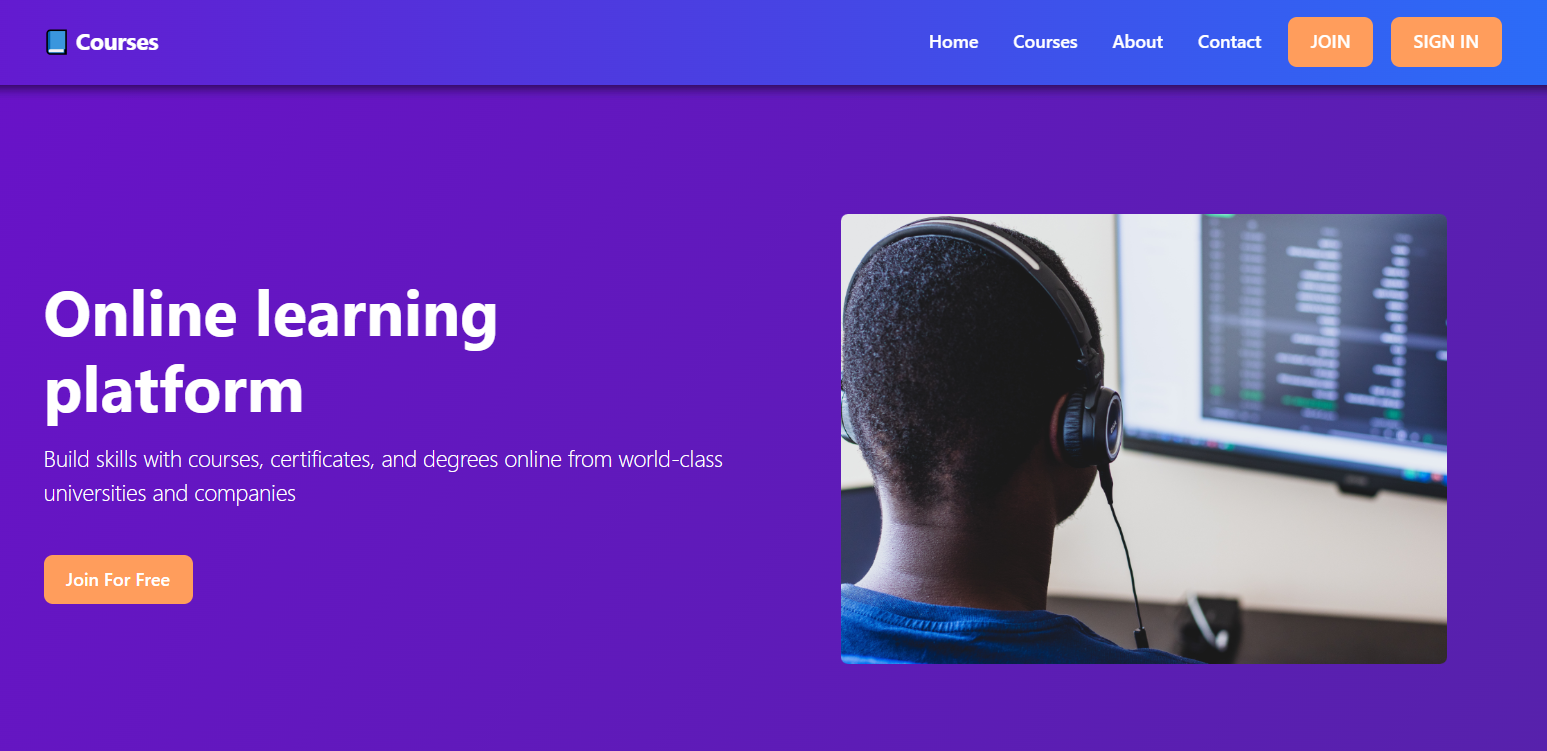 Courses
Home Courses About Contact JOIN SIGN IN
Online learning
platform
Build skills with courses, certificates, and degrees online from world-class
universities and companies
Join For Free